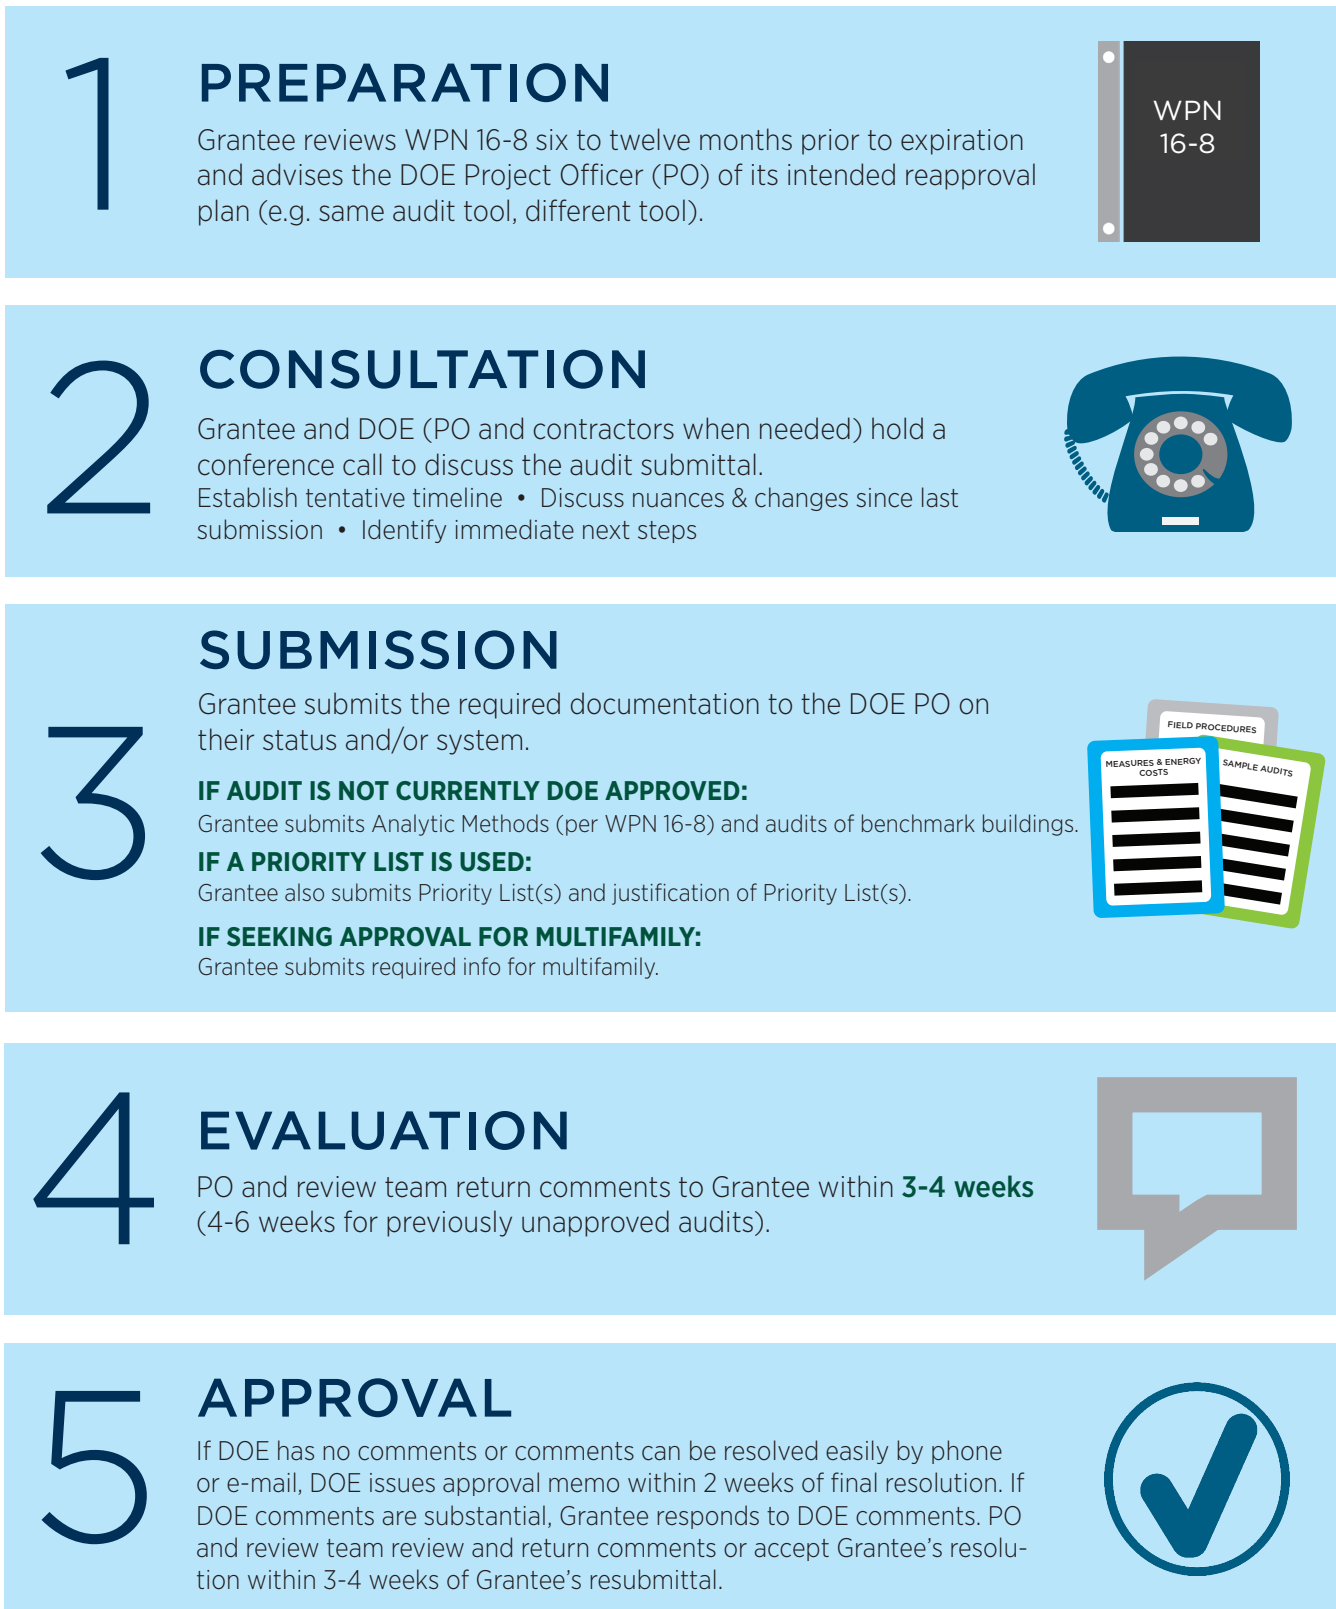 1
PREPARATION
Grantee reviews WPN 16-8 six to twelve months prior to expiration
and advises the DOE Project Officer (PO) of its intended reapproval
plan (e.g. same audit tool, different tool).
WPN
16-8
2
CONSULTATION
Grantee and DOE (PO and contractors when needed) hold a
conference call to discuss the audit submittal.
Establish tentative timeline • Discuss nuances & changes since last
submission • Identify immediate next steps
3
SUBMISSION
Grantee submits the required documentation to the DOE PO on
their status and/or system.
IF AUDIT IS NOT CURRENTLY DOE APPROVED:
Grantee submits Analytic Methods (per WPN 16-8) and audits of benchmark buildings.
IF A PRIORITY LIST IS USED:
Grantee also submits Priority List(s) and justification of Priority List(s).
IF SEEKING APPROVAL FOR MULTIFAMILY:
Grantee submits required info for multifamily.
FIELD PROCEDURES
MEASURES & ENERGY
COSTS
SAMPLE AUDITS
4
EVALUATION
PO and review team return comments to Grantee within 3-4 weeks
(4-6 weeks for previously unapproved audits).
5
APPROVAL
If DOE has no comments or comments can be resolved easily by phone
or e-mail, DOE issues approval memo within 2 weeks of final resolution. If
DOE comments are substantial, Grantee responds to DOE comments. PO
and review team review and return comments or accept Grantee's resolu-
tion within 3-4 weeks of Grantee's resubmittal.